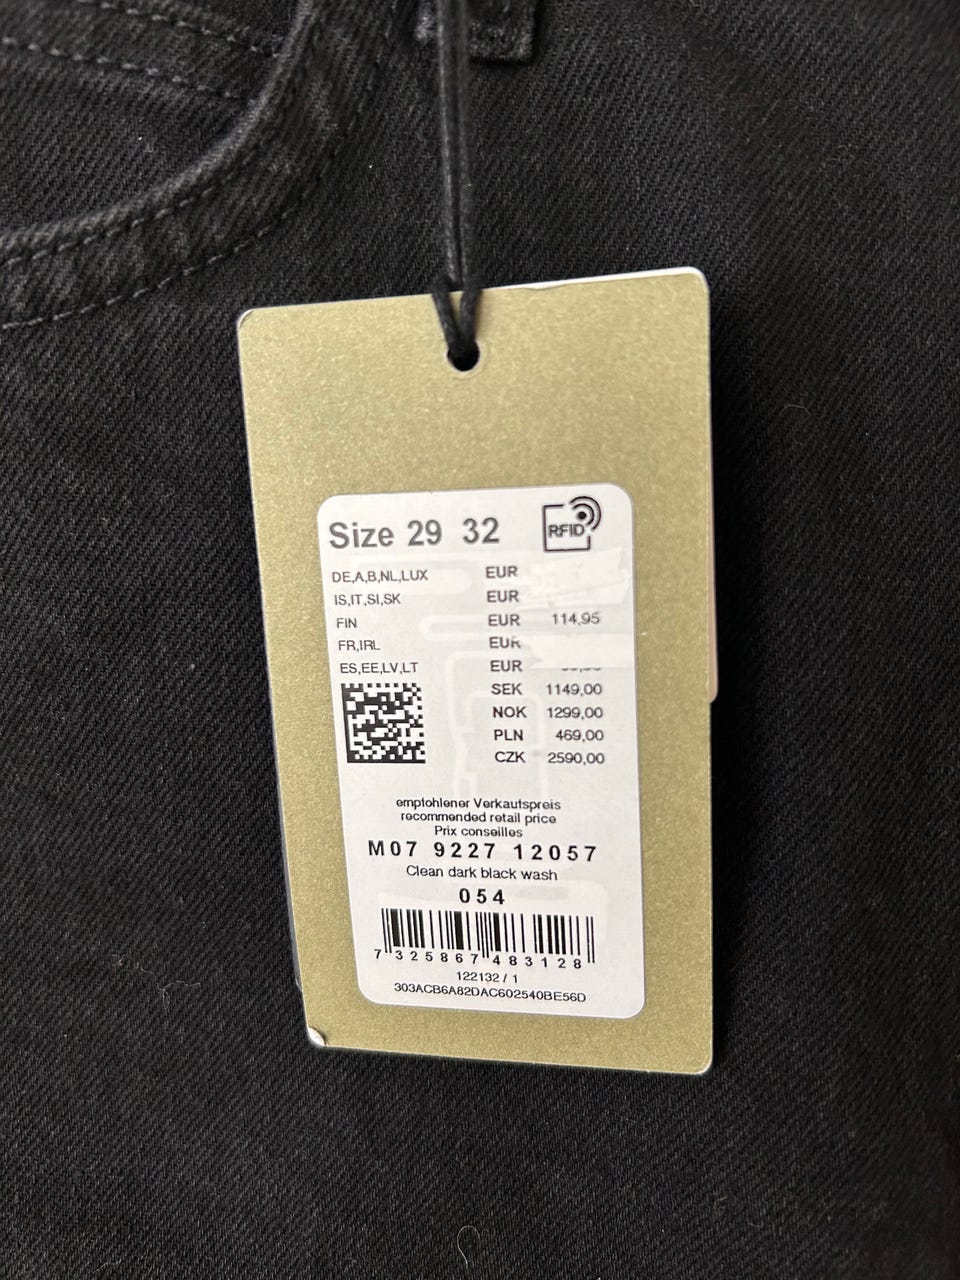 Size 29 32
RFID
DE,A,B,NL,LUX EUR
IS,IT,SI,SK EUR
FIN EUR 114,95
FR,IRL EUR
ES,EE,LV,LT EUR
SEK 1149,00
NOK 1299,00
PLN 469,00
CZK 2590,00
empfohlener Verkaufspreis
recommended retail price
Prix conseilles
M07 9227 12057
Clean dark black wash
054
7 325867 483128
122132 / 1
303ACB6A82DAC602540BE56D